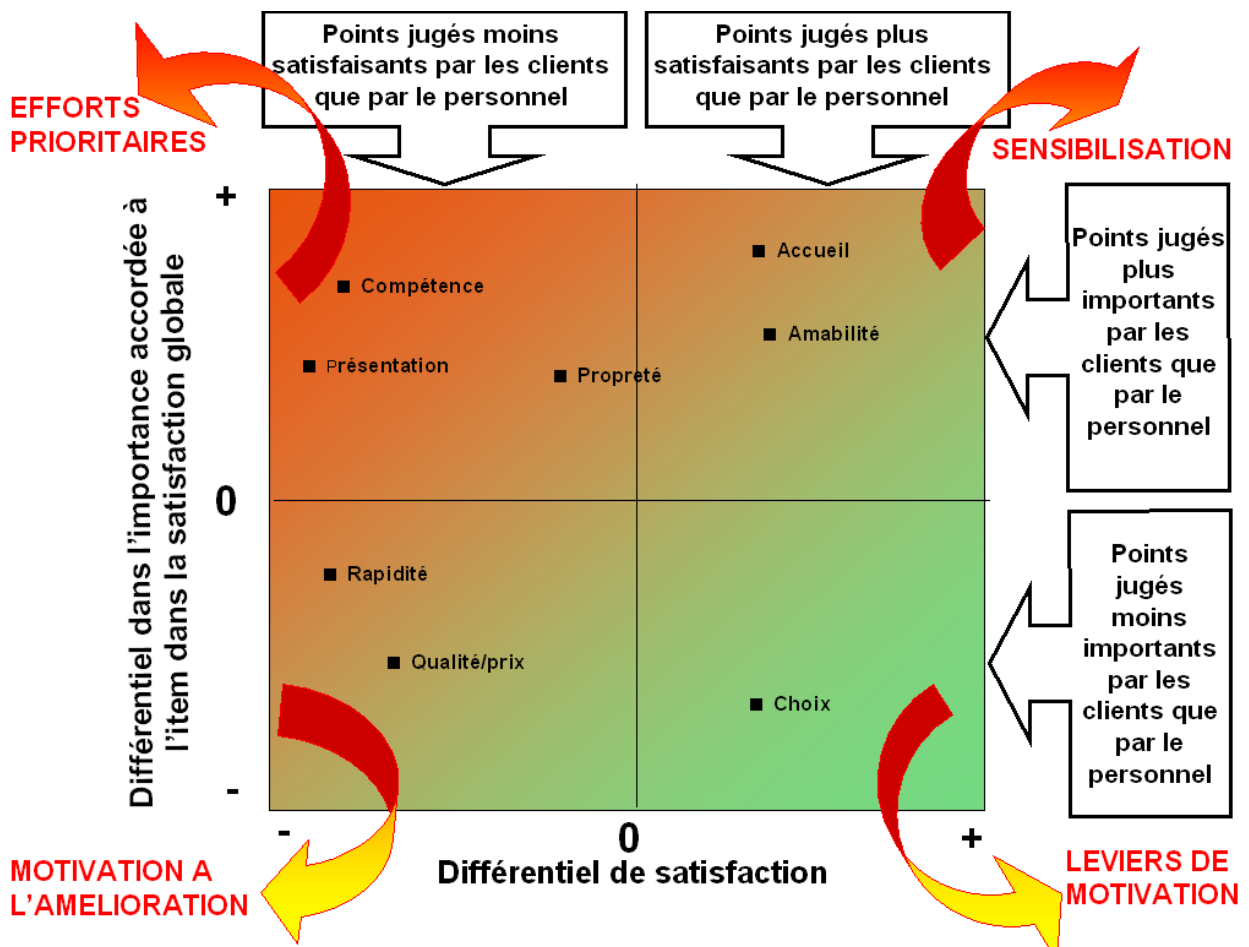 Points jugés moins
satisfaisants par les clients
que par le personnel
Points jugés plus
satisfaisants par les clients
que par le personnel
EFFORTS
PRIORITAIRES
SENSIBILISATION
+
Différentiel dans l'importance accordée à
l'item dans la satisfaction globale
Accueil
Compétence
Amabilité
Présentation
Propreté
Points jugés
plus
importants
par les
clients que
par le
personnel
0
Rapidité
Qualité/prix
Choix
Points
jugés
moins
importants
par les
clients que
par le
personnel
-
-
0
+
Différentiel de satisfaction
MOTIVATION A
L'AMELIORATION
LEVIERS DE
MOTIVATION